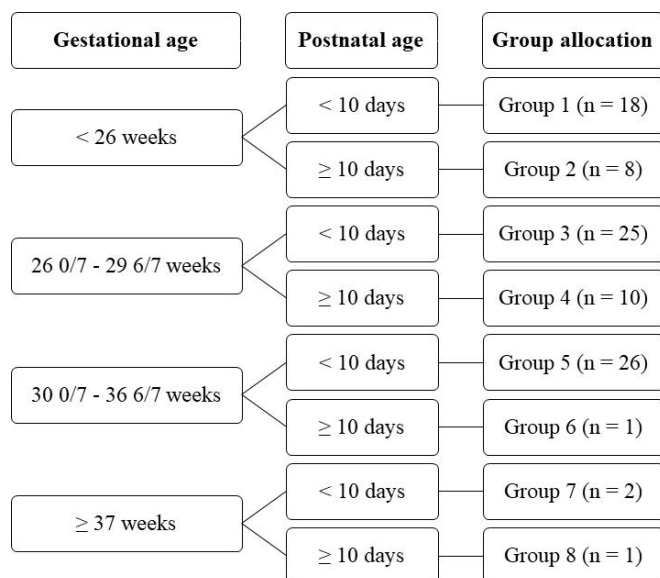 Gestational age
Postnatal age
Group allocation
< 26 weeks
< 10 days
Group 1 (n = 18)
≥ 10 days
Group 2 (n = 8)
26 0/7 - 29 6/7 weeks
< 10 days
Group 3 (n = 25)
≥ 10 days
Group 4 (n = 10)
30 0/7 - 36 6/7 weeks
< 10 days
Group 5 (n = 26)
≥ 10 days
Group 6 (n = 1)
≥ 37 weeks
< 10 days
Group 7 (n = 2)
≥ 10 days
Group 8 (n = 1)